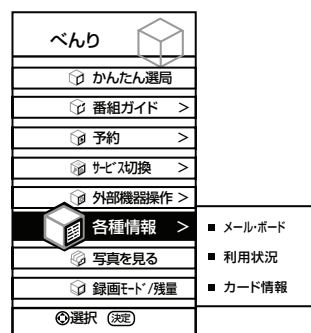 べんり
かんたん選局
番組ガイド >
予約 >
サービス切換 >
外部機器操作 >
各種情報 >
■ メール・ボード
写真を見る
■ 利用状況
録画モード/残量
■ カード情報
選択 決定